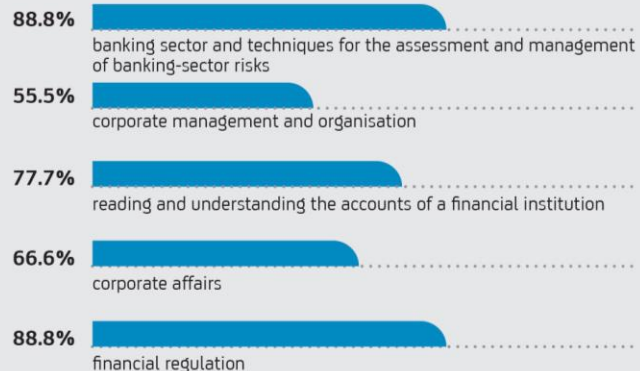 88.8%
banking sector and techniques for the assessment and management
of banking-sector risks
55.5%
corporate management and organisation
77.7%
reading and understanding the accounts of a financial institution
66.6%
corporate affairs
88.8%
financial regulation